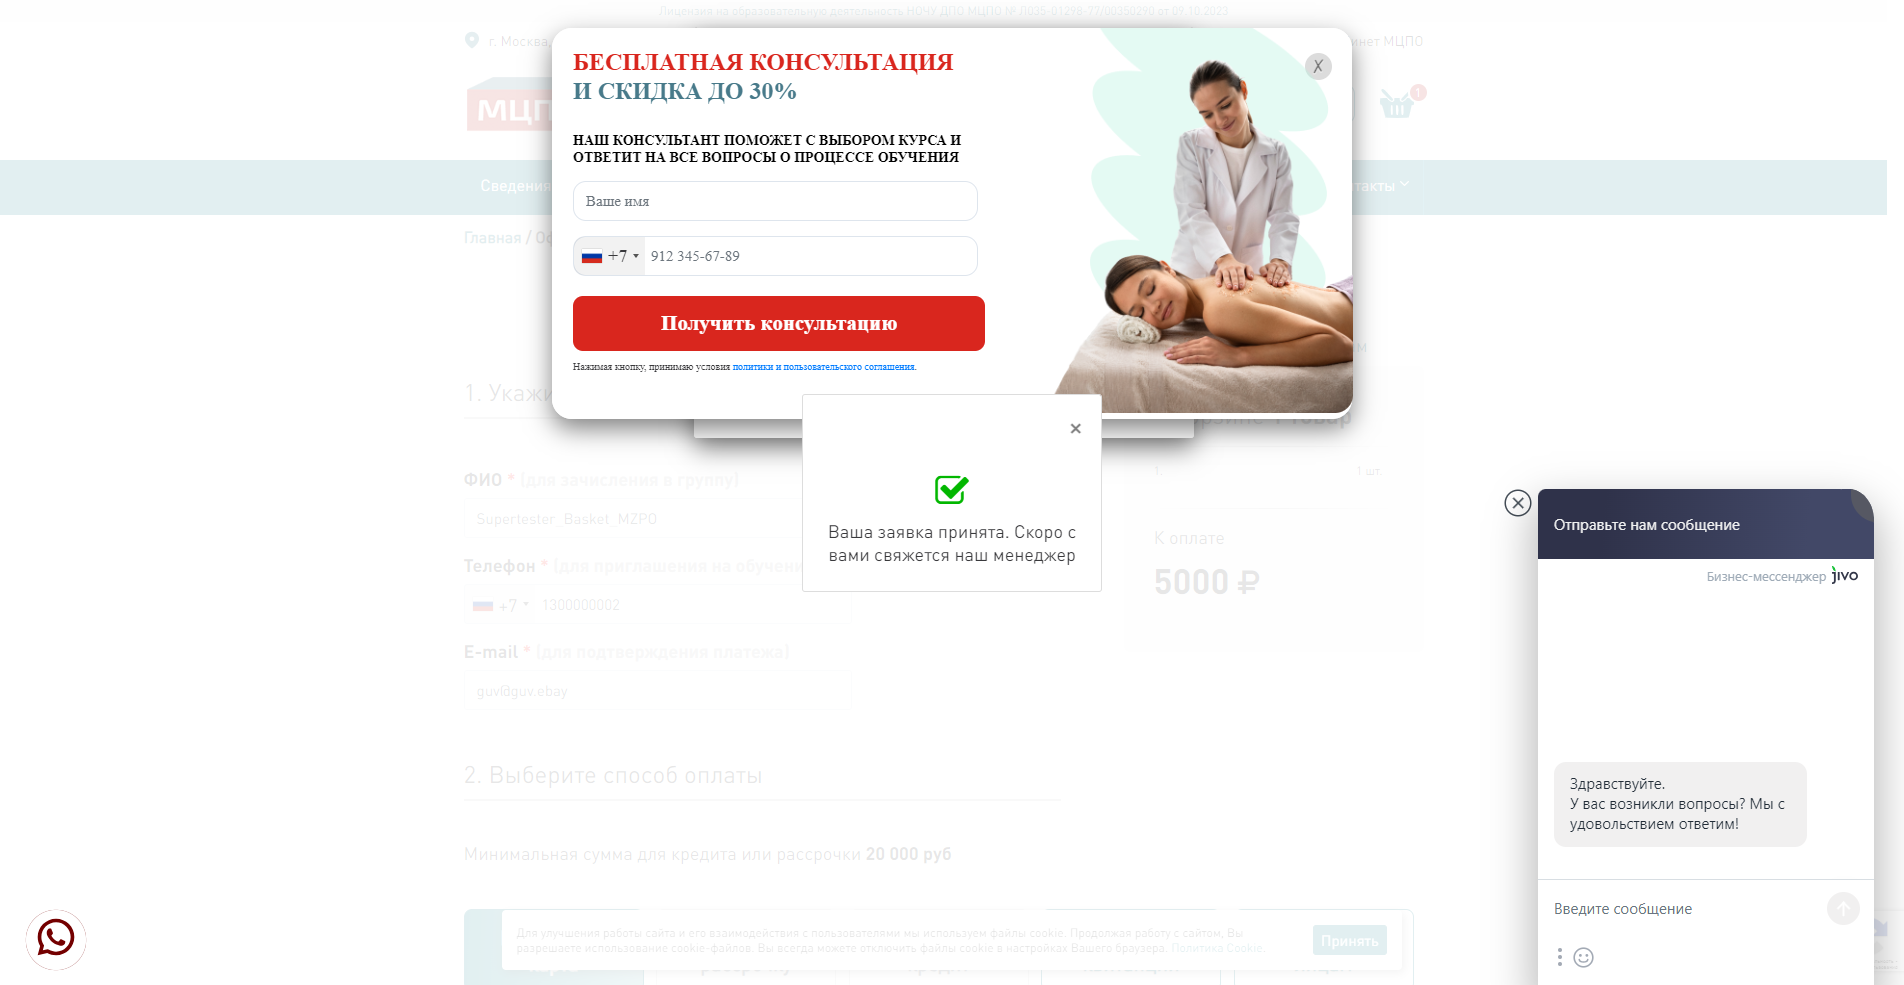 Лицензия на образовательную деятельность НОЧУ ДПО МЦПО № Л035-01298-77/00350290 от 09.10.2023
г. Москва,
МЦПО
1
МЦП
Сведения
Главная /
БЕСПЛАТНАЯ КОНСУЛЬТАЦИЯ
И СКИДКА ДО 30%
X
НАШ КОНСУЛЬТАНТ ПОМОЖЕТ С ВЫБОРОМ КУРСА И
ОТВЕТИТ НА ВСЕ ВОПРОСЫ О ПРОЦЕССЕ ОБУЧЕНИЯ
Ваше имя
+7 912 345-67-89
Получить консультацию
Нажимая кнопку, принимаю условия политики и пользовательского соглашения.
1. Укажи
ФИО * (для зачисления в группу)
Supertester_Basket_MZPO
Телефон * (для приглашения на обучени
+7 1300000002
E-mail * (для подтверждения платежа)
guv@guv.ebay
×
Ваша заявка принята. Скоро с
вами свяжется наш менеджер
1. 1 шт.
К оплате
5000 ₽
2. Выберите способ оплаты
Минимальная сумма для кредита или рассрочки 20 000 руб
Для улучшения работы сайта и его взаимодействия с пользователями мы используем файлы cookie. Продолжая работу с сайтом, Вы
разрешаете использование cookie-файлов. Вы всегда можете отключить файлы cookie в настройках Вашего браузера. Политика Cookie.
Принять
Отправьте нам сообщение
Бизнес-мессенджер jivo
Здравствуйте.
У вас возникли вопросы? Мы с
удовольствием ответим!
Введите сообщение